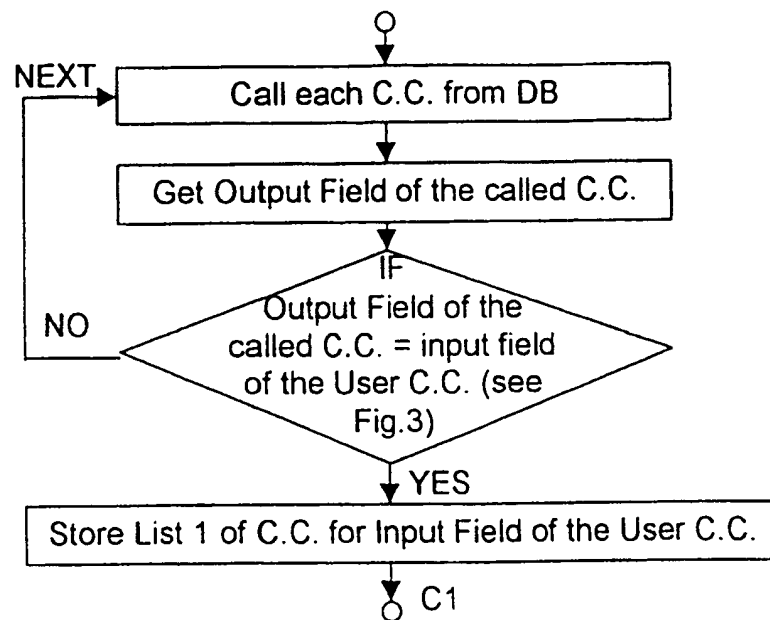 NEXT
Call each C.C. from DB
Get Output Field of the called C.C.
IF
Output Field of the
called C.C. = input field
of the User C.C. (see
Fig.3)
NO
YES
Store List 1 of C.C. for Input Field of the User C.C.
C1